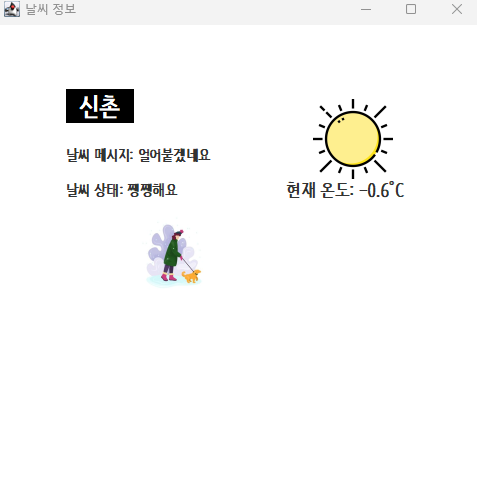 날씨 정보
신촌
날씨 메시지: 얼어붙겠네요
날씨 상태: 쨍쨍해요
현재 온도: -0.6°C